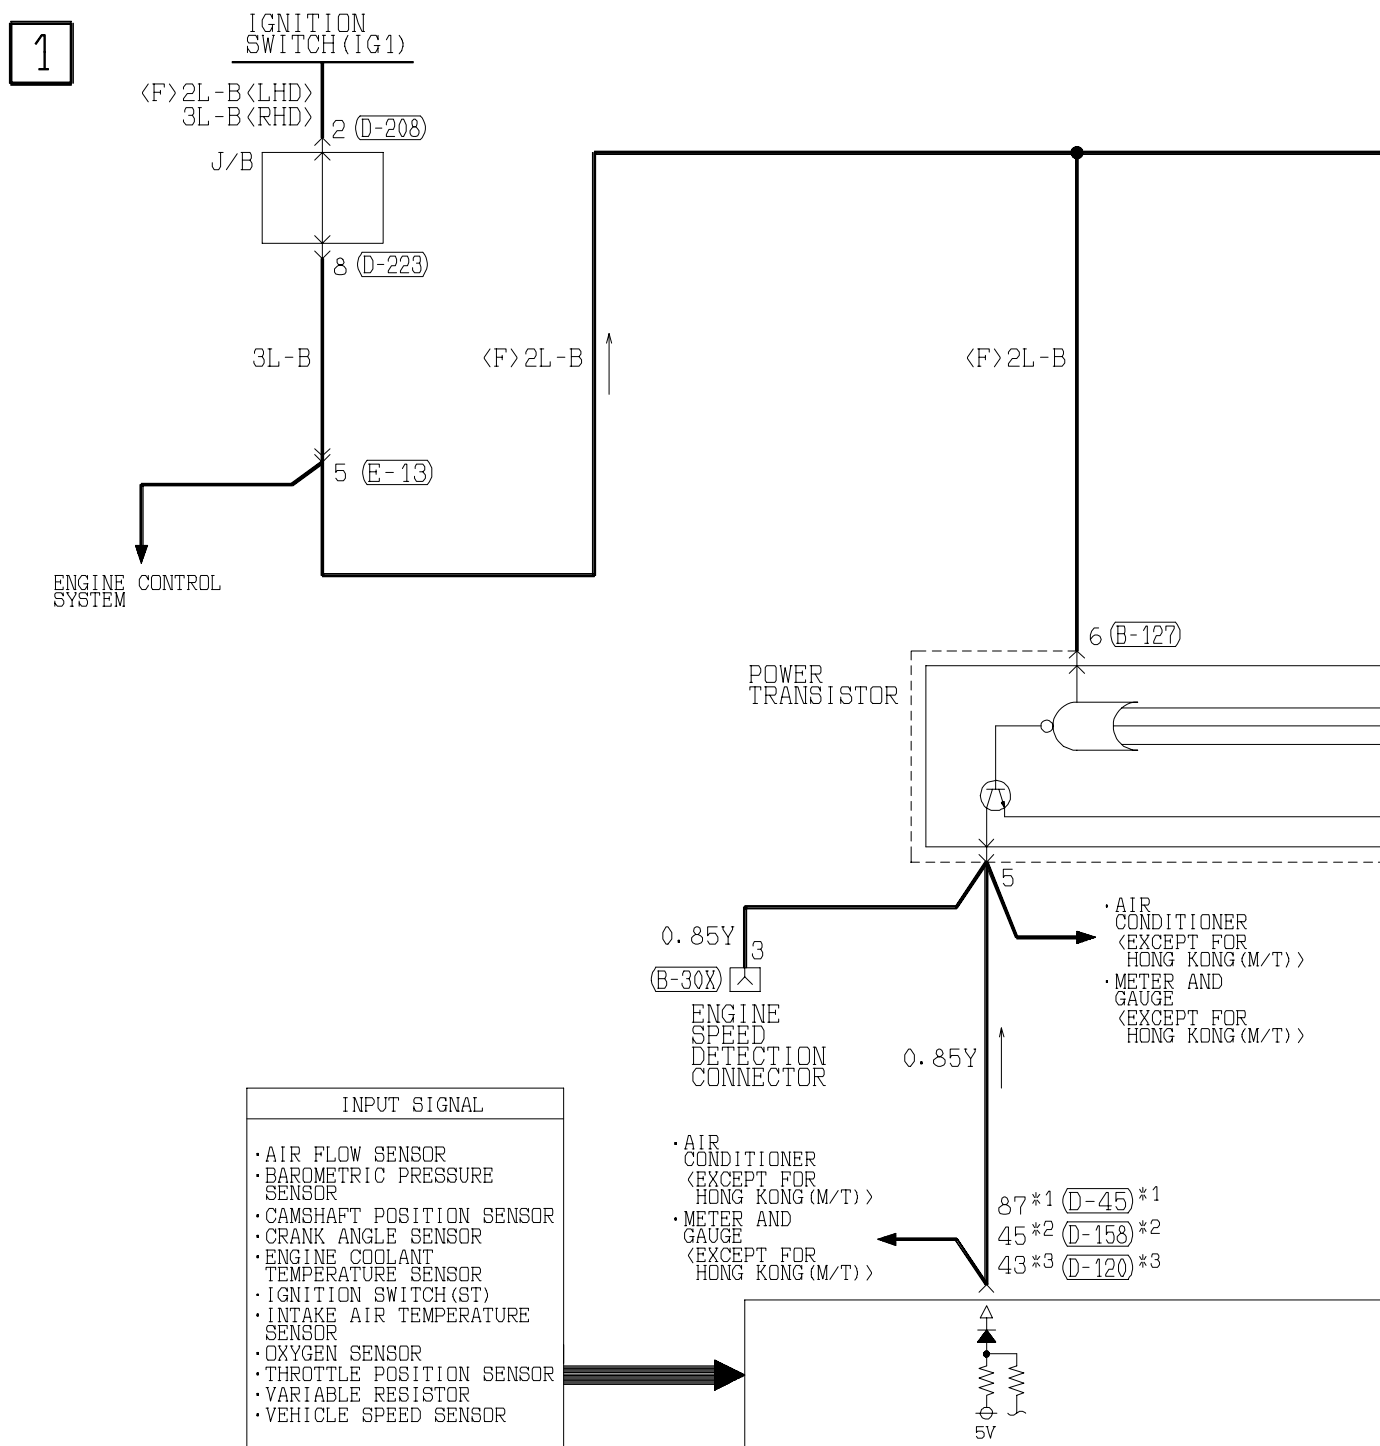 1
IGNITION
SWITCH(IG1)
<F>2L-B<LHD>
3L-B<RHD>
2 (D-208)
J/B
8 (D-223)
3L-B
<F>2L-B
<F>2L-B
5 (E-13)
ENGINE CONTROL
SYSTEM
6 (B-127)
POWER
TRANSISTOR
5
0.85Y
3
(B-30X)
ENGINE
SPEED
DETECTION
CONNECTOR
·AIR
CONDITIONER
<EXCEPT FOR
HONG KONG(M/T)>
·METER AND
GAUGE
<EXCEPT FOR
HONG KONG(M/T)>
0.85Y
INPUT SIGNAL
·AIR FLOW SENSOR
·BAROMETRIC PRESSURE
SENSOR
·CAMSHAFT POSITION SENSOR
·CRANK ANGLE SENSOR
·ENGINE COOLANT
TEMPERATURE SENSOR
·IGNITION SWITCH(ST)
·INTAKE AIR TEMPERATURE
SENSOR
·OXYGEN SENSOR
·THROTTLE POSITION SENSOR
·VARIABLE RESISTOR
·VEHICLE SPEED SENSOR
·AIR
CONDITIONER
<EXCEPT FOR
HONG KONG(M/T)>
·METER AND
GAUGE
<EXCEPT FOR
HONG KONG(M/T)>
87*1 (D-45)*1
45*2 (D-158)*2
43*3 (D-120)*3
5V